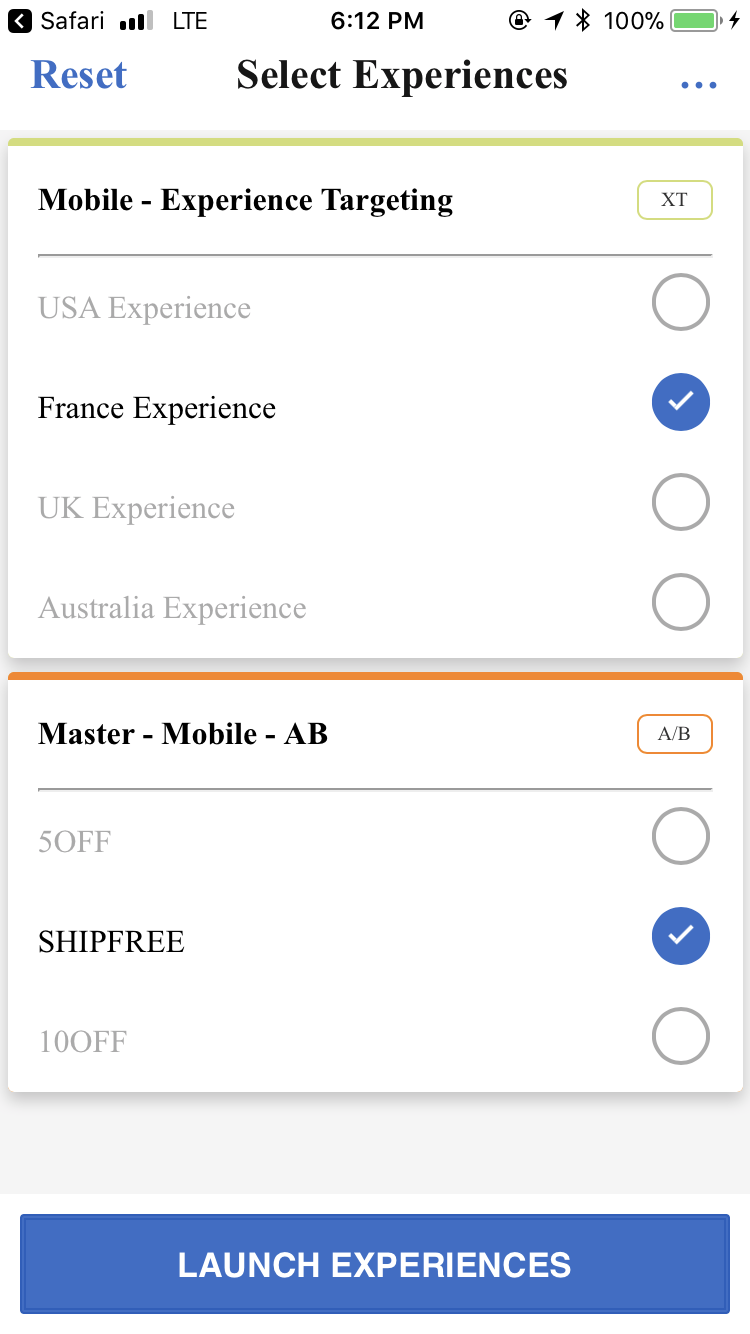 Safari LTE 6:12 PM 100%
Reset Select Experiences ...
Mobile - Experience Targeting XT
USA Experience
France Experience
UK Experience
Australia Experience
Master - Mobile - AB A/B
5OFF
SHIPFREE
10OFF
LAUNCH EXPERIENCES